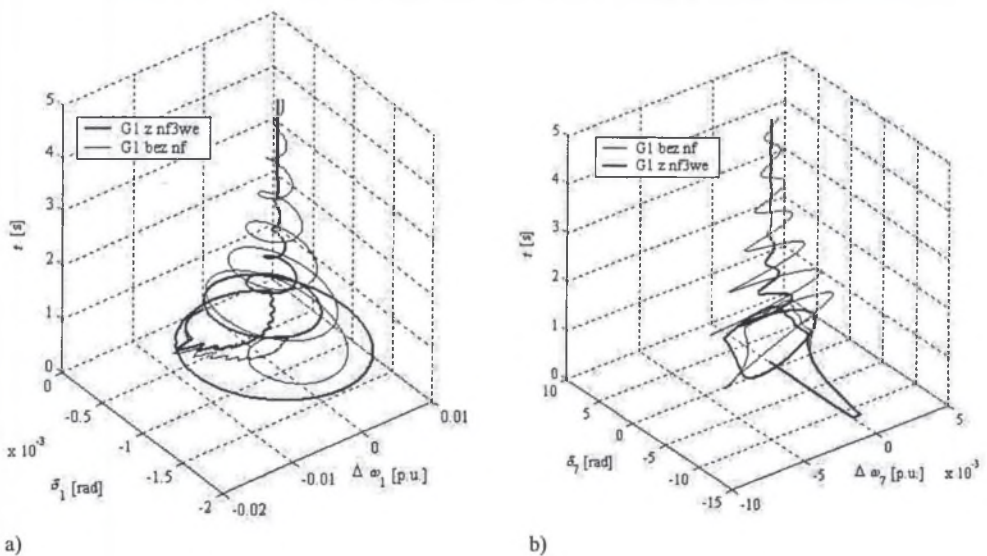 5
4
3
2
1
0
t [s]
G1 z nf3we
G1 bez nf
0
-0.5
-1
-1.5
-2
x 10⁻³
δ₁ [rad]
-0.02
-0.01
0
0.01
Δ ω₁ [p.u.]
a)
5
4
3
2
1
0
t [s]
G1 bez nf
G1 z nf3we
10
5
0
-5
-10
-15
δ₇ [rad]
-10
-5
0
5
x 10⁻³
Δ ω₇ [p.u.]
b)